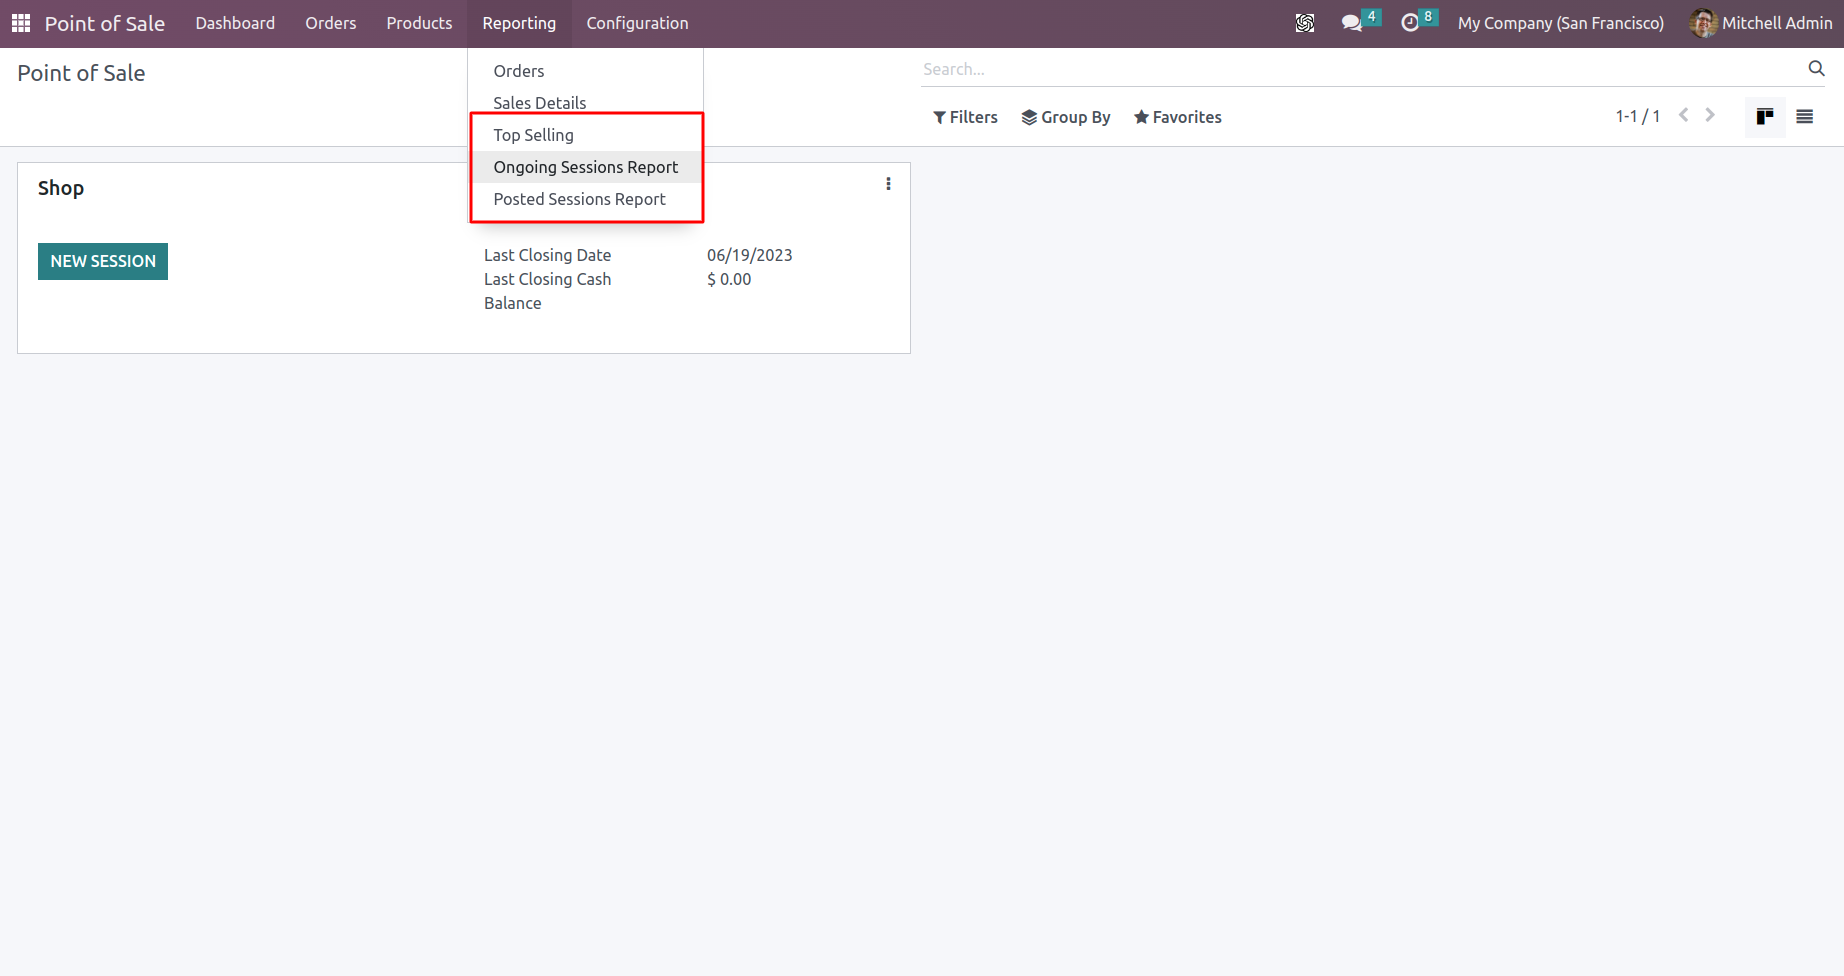 Point of Sale Dashboard Orders Products Reporting Configuration 4 8 My Company (San Francisco) Mitchell Admin
Point of Sale
Orders
Sales Details
Top Selling
Ongoing Sessions Report
Posted Sessions Report
Search...
Filters Group By Favorites 1-1 / 1
Shop
NEW SESSION
Last Closing Date 06/19/2023
Last Closing Cash $ 0.00
Balance